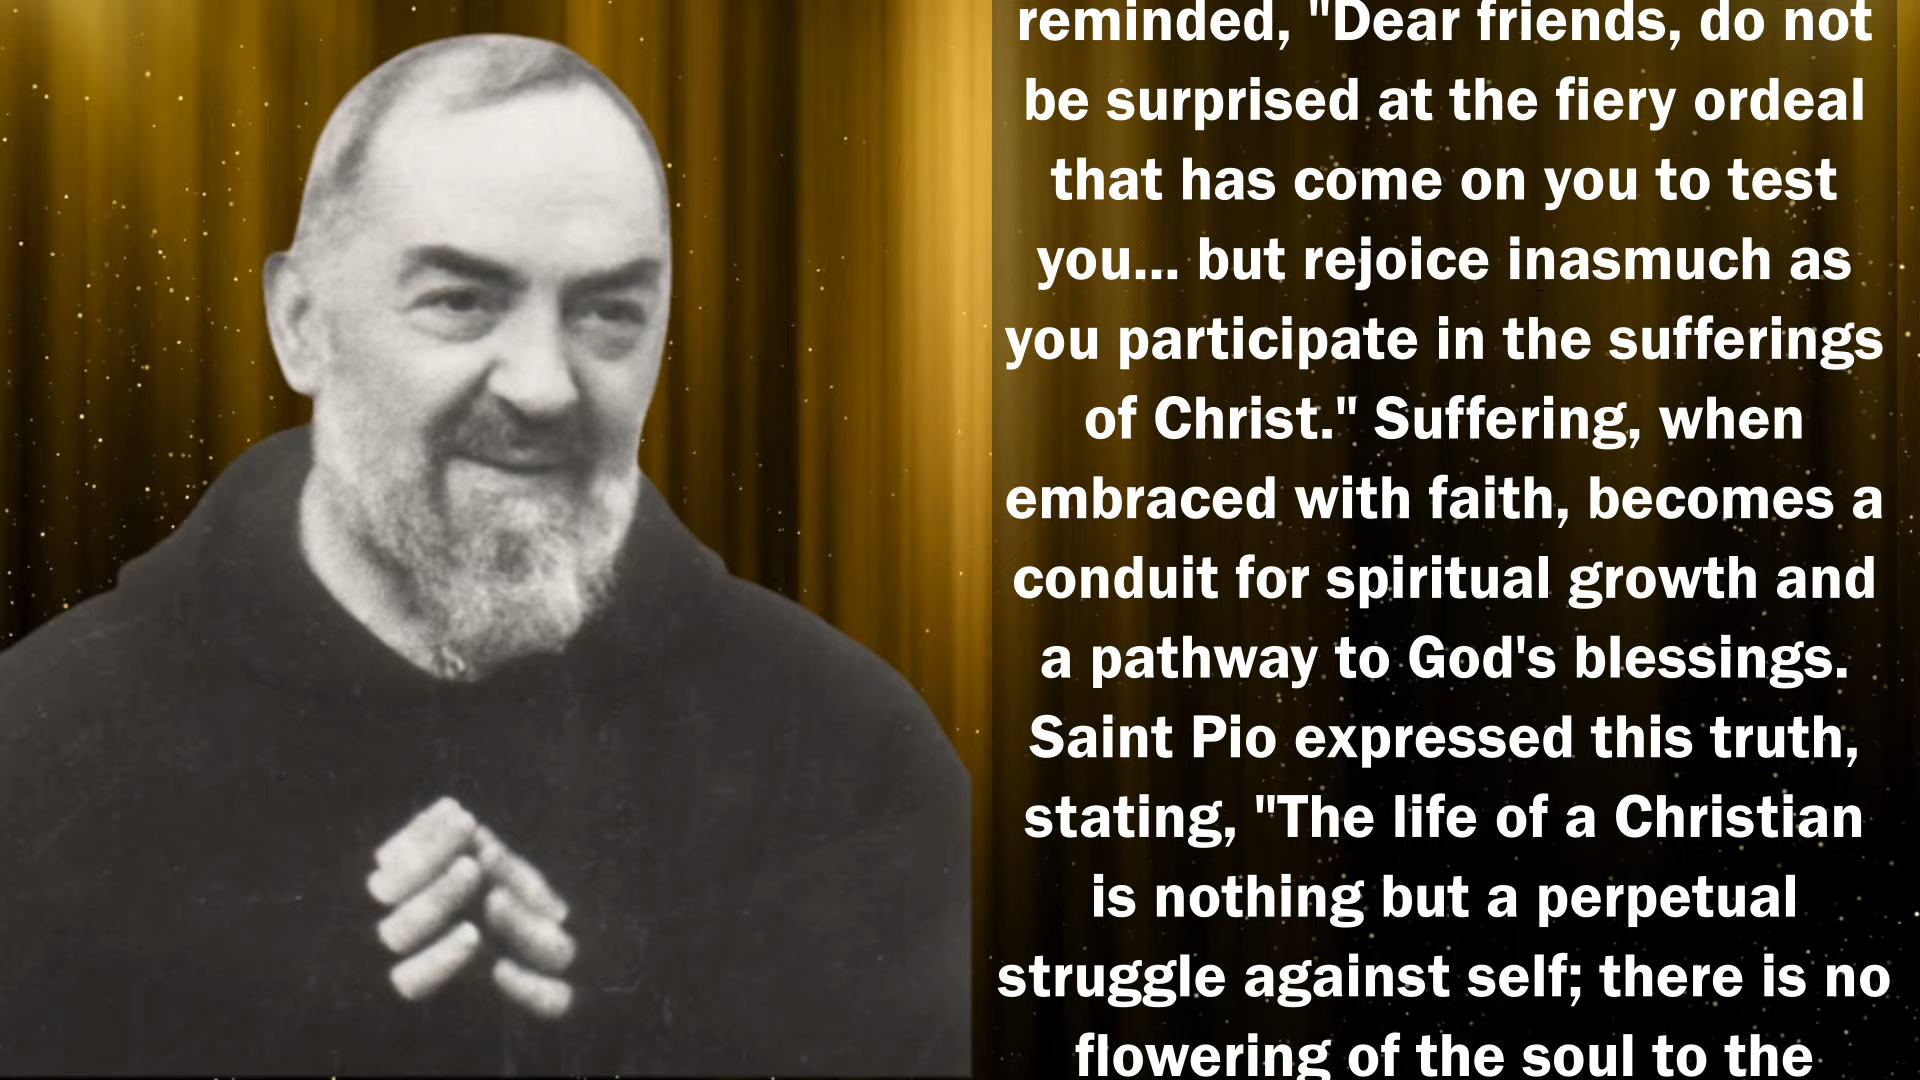 reminded, "Dear friends, do not
be surprised at the fiery ordeal
that has come on you to test
you... but rejoice inasmuch as
you participate in the sufferings
of Christ." Suffering, when
embraced with faith, becomes a
conduit for spiritual growth and
a pathway to God's blessings.
Saint Pio expressed this truth,
stating, "The life of a Christian
is nothing but a perpetual
struggle against self; there is no
flowering of the soul to the